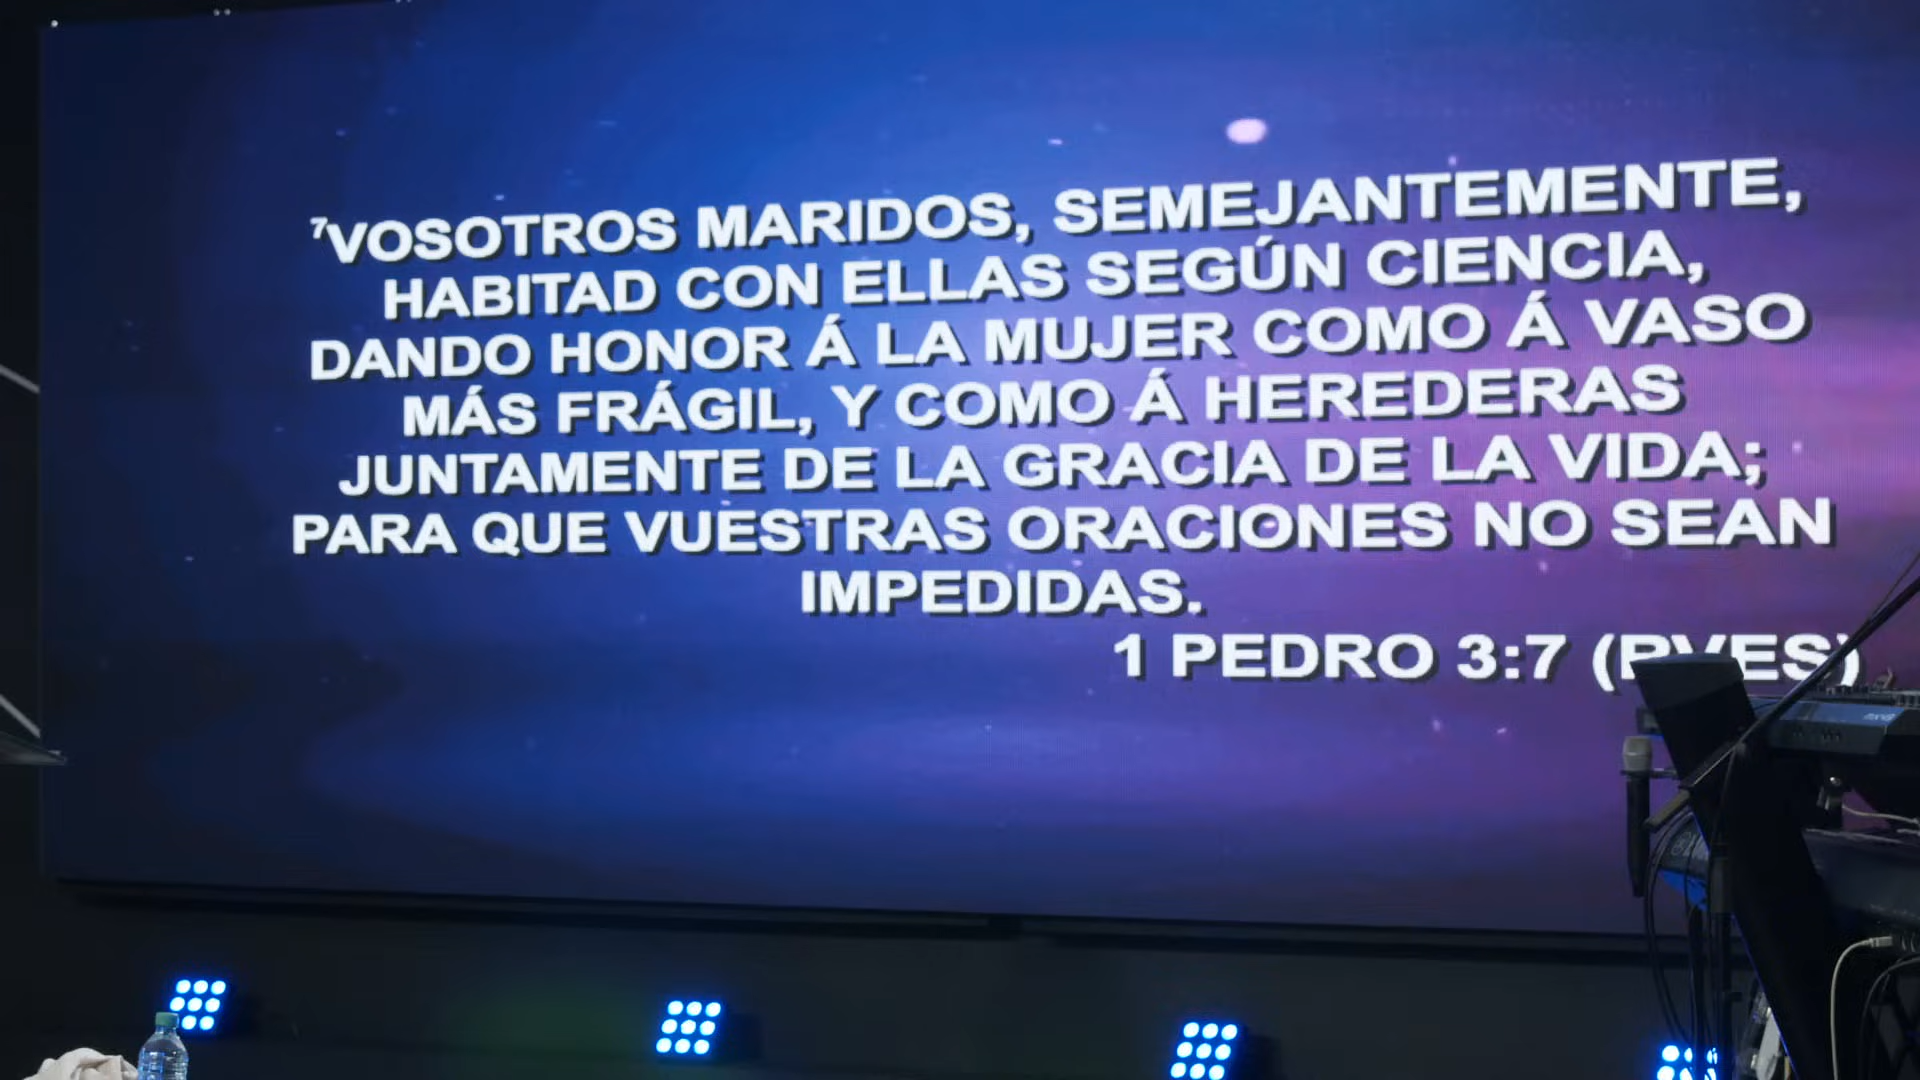 ⁷VOSOTROS MARIDOS, SEMEJANTEMENTE,
HABITAD CON ELLAS SEGÚN CIENCIA,
DANDO HONOR Á LA MUJER COMO Á VASO
MÁS FRÁGIL, Y COMO Á HEREDERAS
JUNTAMENTE DE LA GRACIA DE LA VIDA;
PARA QUE VUESTRAS ORACIONES NO SEAN
IMPEDIDAS.
1 PEDRO 3:7 (RVES)